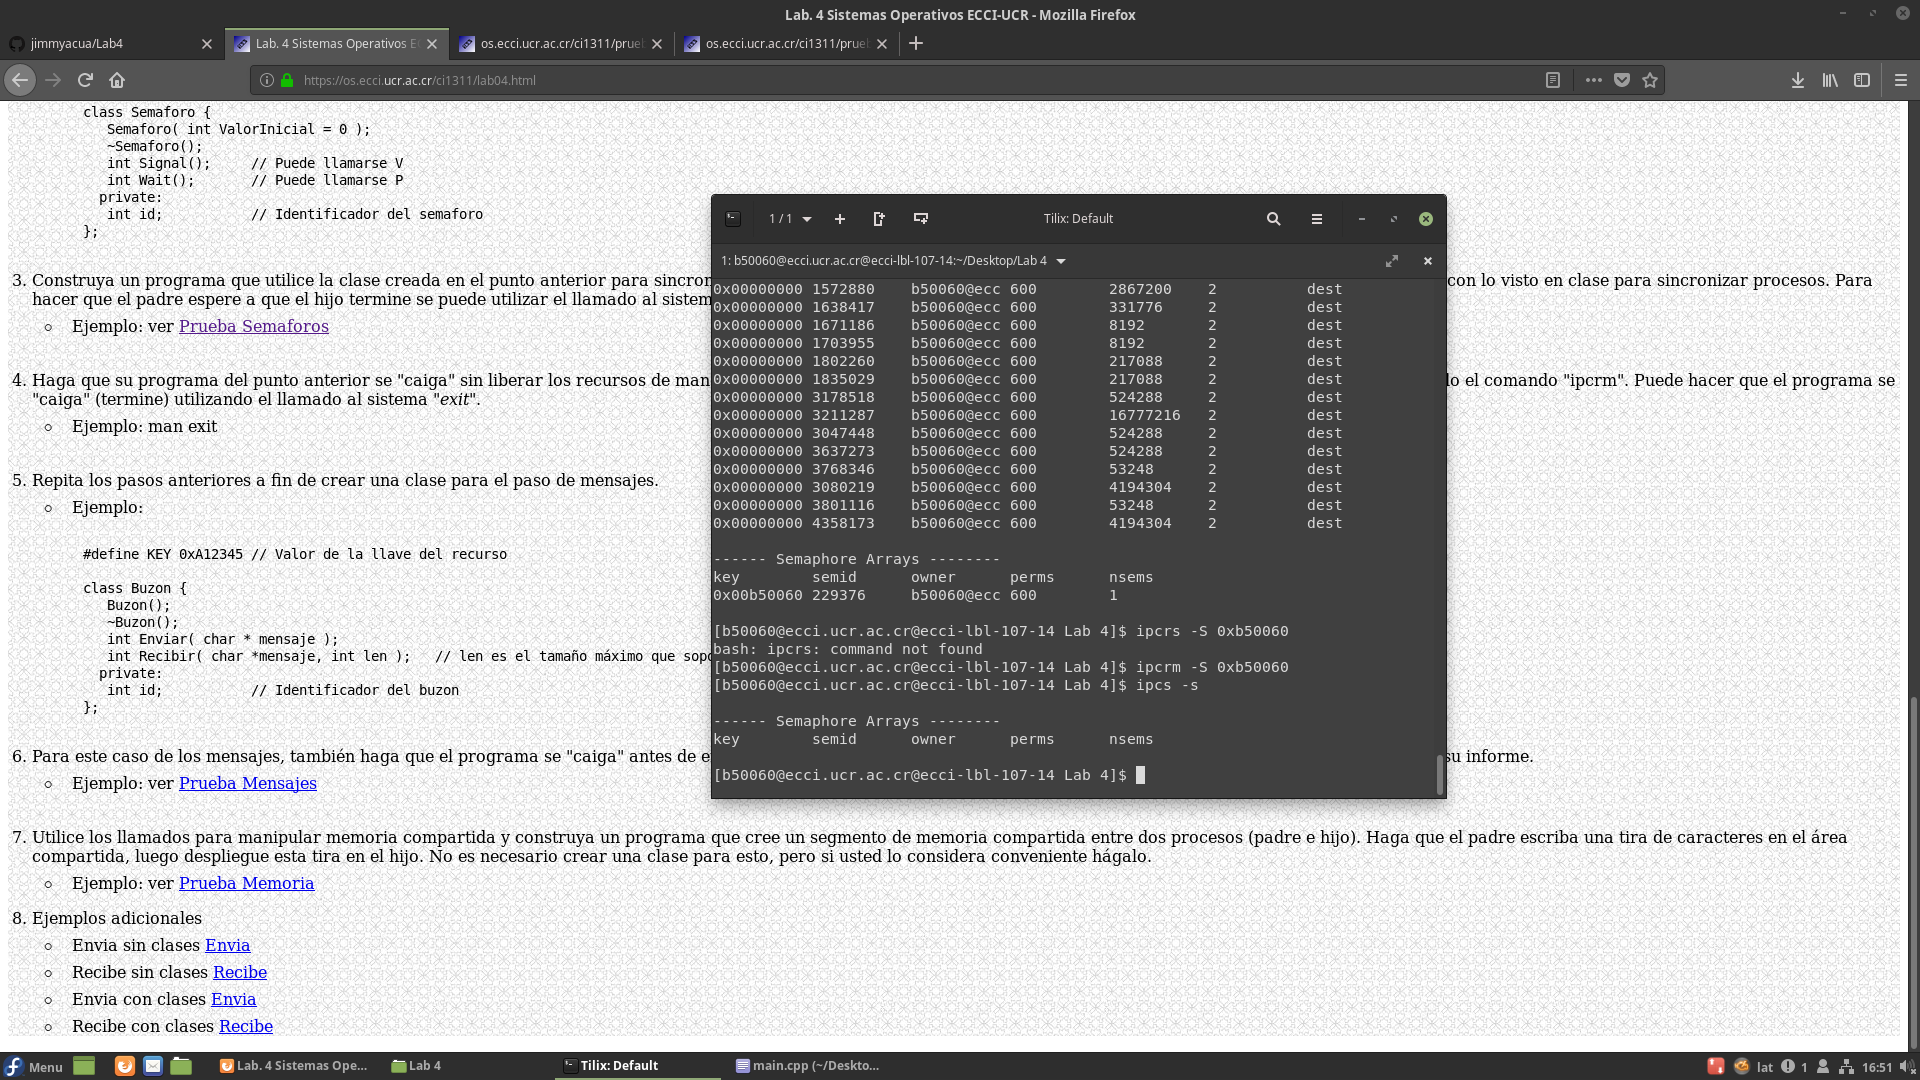 Lab. 4 Sistemas Operativos ECCI-UCR - Mozilla Firefox
jimmyacua/Lab4
Lab. 4 Sistemas Operativos E
os.ecci.ucr.ac.cr/ci1311/prue
os.ecci.ucr.ac.cr/ci1311/prue
https://os.ecci.ucr.ac.cr/ci1311/lab04.html
class Semaforo {
Semaforo( int ValorInicial = 0 );
~Semaforo();
int Signal();     // Puede llamarse V
int Wait();       // Puede llamarse P
private:
int id;           // Identificador del semaforo
};
3. Construya un programa que utilice la clase creada en el punto anterior para sincron
con lo visto en clase para sincronizar procesos. Para
hacer que el padre espere a que el hijo termine se puede utilizar el llamado al sistem
Ejemplo: ver Prueba Semaforos
4. Haga que su programa del punto anterior se "caiga" sin liberar los recursos de man
o el comando "ipcrm". Puede hacer que el programa se
"caiga" (termine) utilizando el llamado al sistema "exit".
Ejemplo: man exit
5. Repita los pasos anteriores a fin de crear una clase para el paso de mensajes.
Ejemplo:
#define KEY 0xA12345 // Valor de la llave del recurso
class Buzon {
Buzon();
~Buzon();
int Enviar( char * mensaje );
int Recibir( char *mensaje, int len );   // len es el tamaño máximo que sopo
private:
int id;           // Identificador del buzon
};
6. Para este caso de los mensajes, también haga que el programa se "caiga" antes de e
su informe.
Ejemplo: ver Prueba Mensajes
7. Utilice los llamados para manipular memoria compartida y construya un programa que cree un segmento de memoria compartida entre dos procesos (padre e hijo). Haga que el padre escriba una tira de caracteres en el área
compartida, luego despliegue esta tira en el hijo. No es necesario crear una clase para esto, pero si usted lo considera conveniente hágalo.
Ejemplo: ver Prueba Memoria
8. Ejemplos adicionales
Envia sin clases Envia
Recibe sin clases Recibe
Envia con clases Envia
Recibe con clases Recibe
1 / 1
Tilix: Default
1: b50060@ecci.ucr.ac.cr@ecci-lbl-107-14:~/Desktop/Lab 4
0x00000000 1572880    b50060@ecc 600        2867200    2          dest
0x00000000 1638417    b50060@ecc 600        331776     2          dest
0x00000000 1671186    b50060@ecc 600        8192       2          dest
0x00000000 1703955    b50060@ecc 600        8192       2          dest
0x00000000 1802260    b50060@ecc 600        217088     2          dest
0x00000000 1835029    b50060@ecc 600        217088     2          dest
0x00000000 3178518    b50060@ecc 600        524288     2          dest
0x00000000 3211287    b50060@ecc 600        16777216   2          dest
0x00000000 3047448    b50060@ecc 600        524288     2          dest
0x00000000 3637273    b50060@ecc 600        524288     2          dest
0x00000000 3768346    b50060@ecc 600        53248      2          dest
0x00000000 3080219    b50060@ecc 600        4194304    2          dest
0x00000000 3801116    b50060@ecc 600        53248      2          dest
0x00000000 4358173    b50060@ecc 600        4194304    2          dest
------ Semaphore Arrays --------
key        semid      owner      perms      nsems
0x00b50060 229376     b50060@ecc 600        1
[b50060@ecci.ucr.ac.cr@ecci-lbl-107-14 Lab 4]$ ipcrs -S 0xb50060
bash: ipcrs: command not found
[b50060@ecci.ucr.ac.cr@ecci-lbl-107-14 Lab 4]$ ipcrm -S 0xb50060
[b50060@ecci.ucr.ac.cr@ecci-lbl-107-14 Lab 4]$ ipcs -s
------ Semaphore Arrays --------
key        semid      owner      perms      nsems
[b50060@ecci.ucr.ac.cr@ecci-lbl-107-14 Lab 4]$
Menu
Lab. 4 Sistemas Ope...
Lab 4
Tilix: Default
main.cpp (~/Deskto...
lat
1
16:51